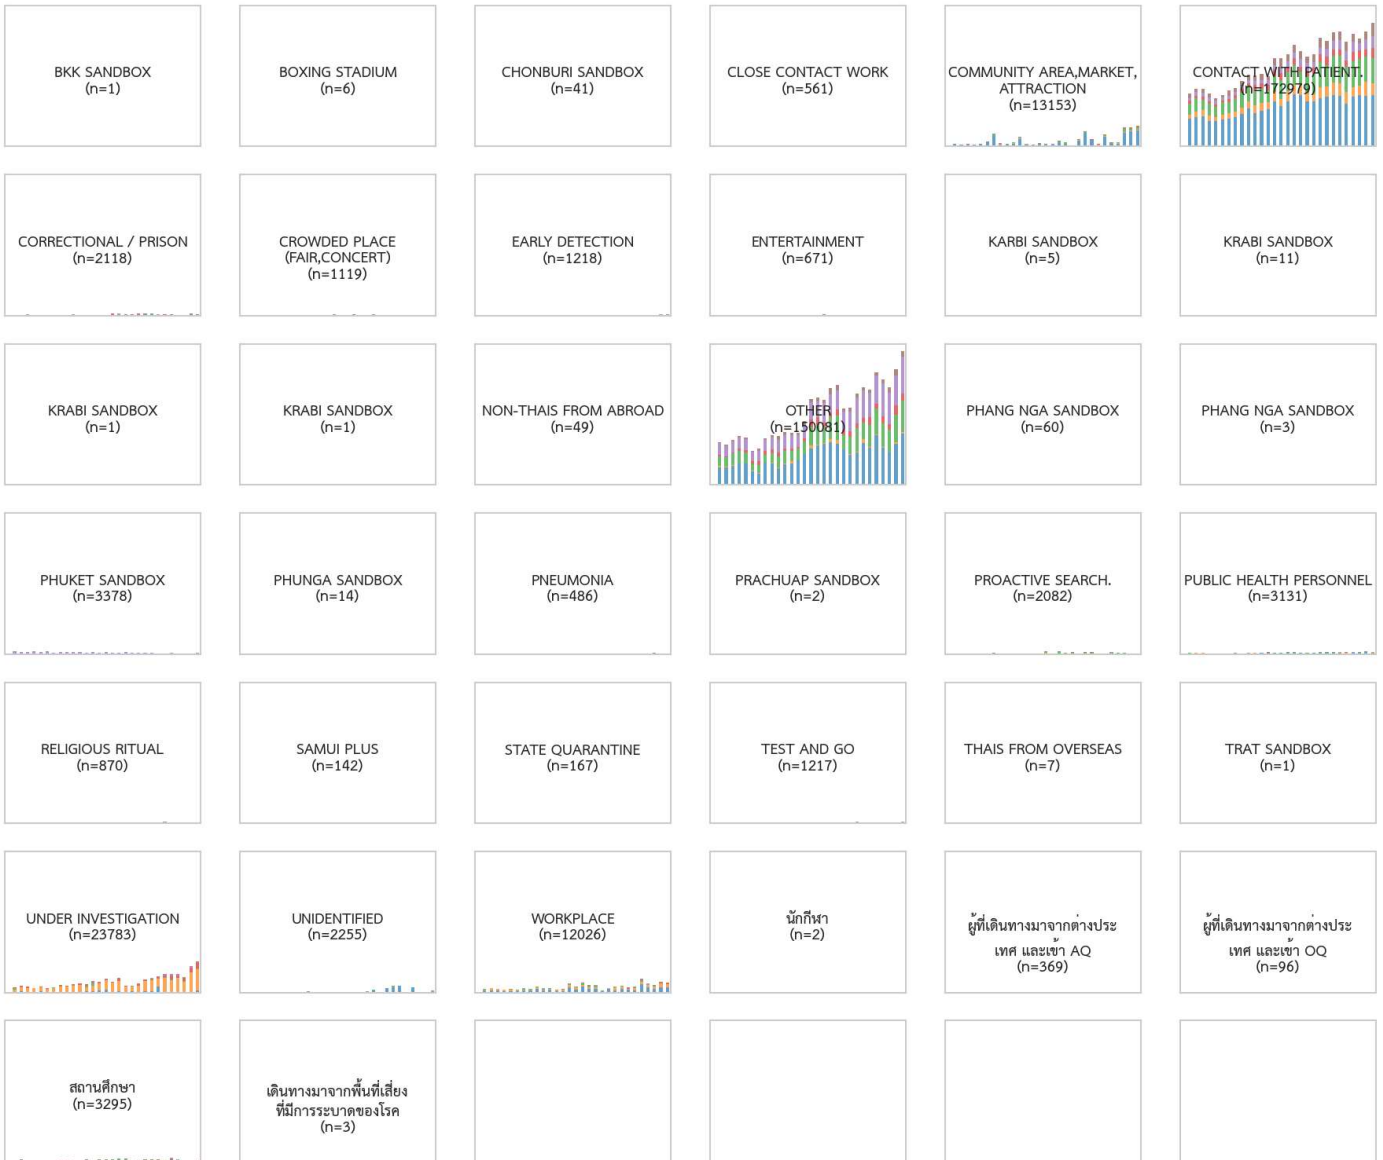 BKK SANDBOX
(n=1)
BOXING STADIUM
(n=6)
CHONBURI SANDBOX
(n=41)
CLOSE CONTACT WORK
(n=561)
COMMUNITY AREA,MARKET,
ATTRACTION
(n=13153)
CONTACT WITH PATIENT.
(n=172979)
CORRECTIONAL / PRISON
(n=2118)
CROWDED PLACE
(FAIR,CONCERT)
(n=1119)
EARLY DETECTION
(n=1218)
ENTERTAINMENT
(n=671)
KARBI SANDBOX
(n=5)
KRABI SANDBOX
(n=11)
KRABI SANDBOX
(n=1)
KRABI SANDBOX
(n=1)
NON-THAIS FROM ABROAD
(n=49)
OTHER
(n=150081)
PHANG NGA SANDBOX
(n=60)
PHANG NGA SANDBOX
(n=3)
PHUKET SANDBOX
(n=3378)
PHUNGA SANDBOX
(n=14)
PNEUMONIA
(n=486)
PRACHUAP SANDBOX
(n=2)
PROACTIVE SEARCH.
(n=2082)
PUBLIC HEALTH PERSONNEL
(n=3131)
RELIGIOUS RITUAL
(n=870)
SAMUI PLUS
(n=142)
STATE QUARANTINE
(n=167)
TEST AND GO
(n=1217)
THAIS FROM OVERSEAS
(n=7)
TRAT SANDBOX
(n=1)
UNDER INVESTIGATION
(n=23783)
UNIDENTIFIED
(n=2255)
WORKPLACE
(n=12026)
นักกีฬา
(n=2)
ผู้ที่เดินทางมาจากต่างประ
เทศ และเข้า AQ
(n=369)
ผู้ที่เดินทางมาจากต่างประ
เทศ และเข้า OQ
(n=96)
สถานศึกษา
(n=3295)
เดินทางมาจากพื้นที่เสี่ยง
ที่มีการระบาดของโรค
(n=3)